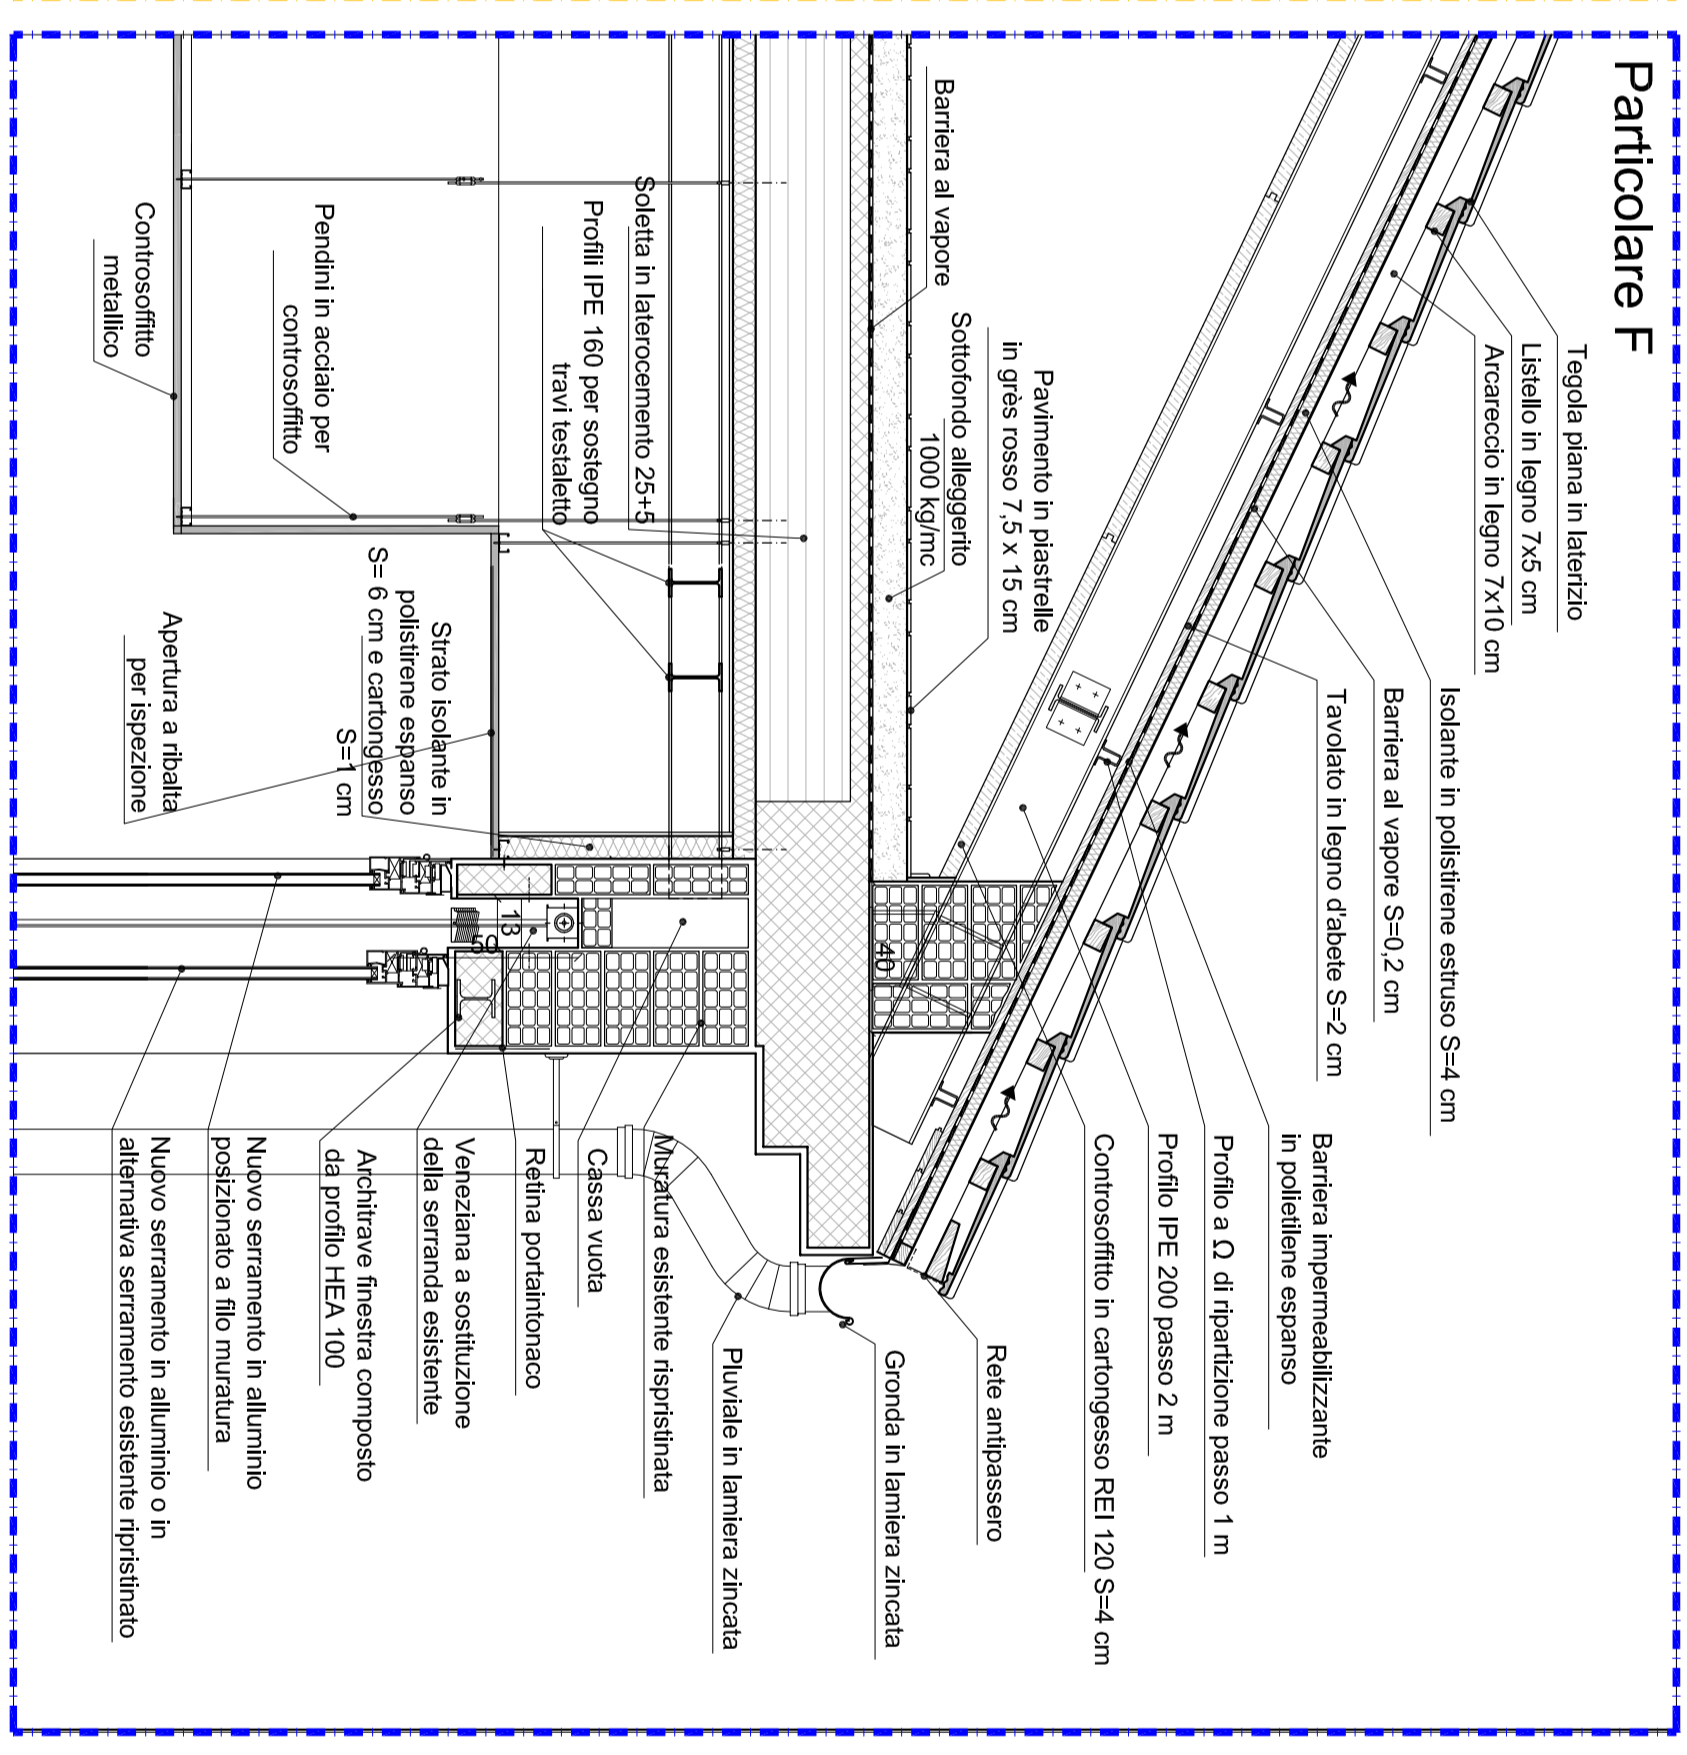 Particolare F
Tegola piana in laterizio
Listello in legno 7x5 cm
Arcareccio in legno 7x10 cm
Isolante in polistirene estruso S=4 cm
Barriera al vapore S=0,2 cm
Tavolato in legno d'abete S=2 cm
Barriera impermeabilizzante
in polietilene espanso
Profilo a Ω di ripartizione passo 1 m
Profilo IPE 200 passo 2 m
Controsoffitto in cartongesso REI 120 S=4 cm
Rete antipassero
Gronda in lamiera zincata
Pluviale in lamiera zincata
Pavimento in piastrelle
in grès rosso 7,5 x 15 cm
Sottofondo alleggerito
1000 kg/mc
Barriera al vapore
Soletta in laterocemento 25+5
Profili IPE 160 per sostegno
travi testaletto
Pendini in acciaio per
controsoffitto
Controsoffitto
metallico
Strato isolante in
polistirene espanso
S= 6 cm e cartongesso
S=1 cm
Apertura a ribalta
per ispezione
40
13
59
Muratura esistente rispristinata
Cassa vuota
Retina portaintonaco
Veneziana a sostituzione
della serranda esistente
Architrave finestra composto
da profilo HEA 100
Nuovo serramento in alluminio
posizionato a filo muratura
Nuovo serramento in alluminio o in
alternativa serramento esistente ripristinato